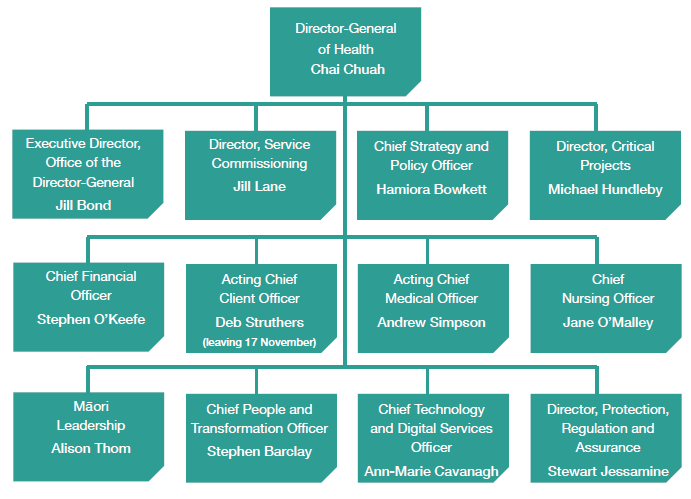 Director-General
of Health
Chai Chuah
Executive Director,
Office of the
Director-General
Jill Bond
Director, Service
Commissioning
Jill Lane
Chief Strategy and
Policy Officer
Hamiora Bowkett
Director, Critical
Projects
Michael Hundleby
Chief Financial
Officer
Stephen O’Keefe
Acting Chief
Client Officer
Deb Struthers
(leaving 17 November)
Acting Chief
Medical Officer
Andrew Simpson
Chief
Nursing Officer
Jane O’Malley
Māori
Leadership
Alison Thom
Chief People and
Transformation Officer
Stephen Barclay
Chief Technology
and Digital Services
Officer
Ann-Marie Cavanagh
Director, Protection,
Regulation and
Assurance
Stewart Jessamine